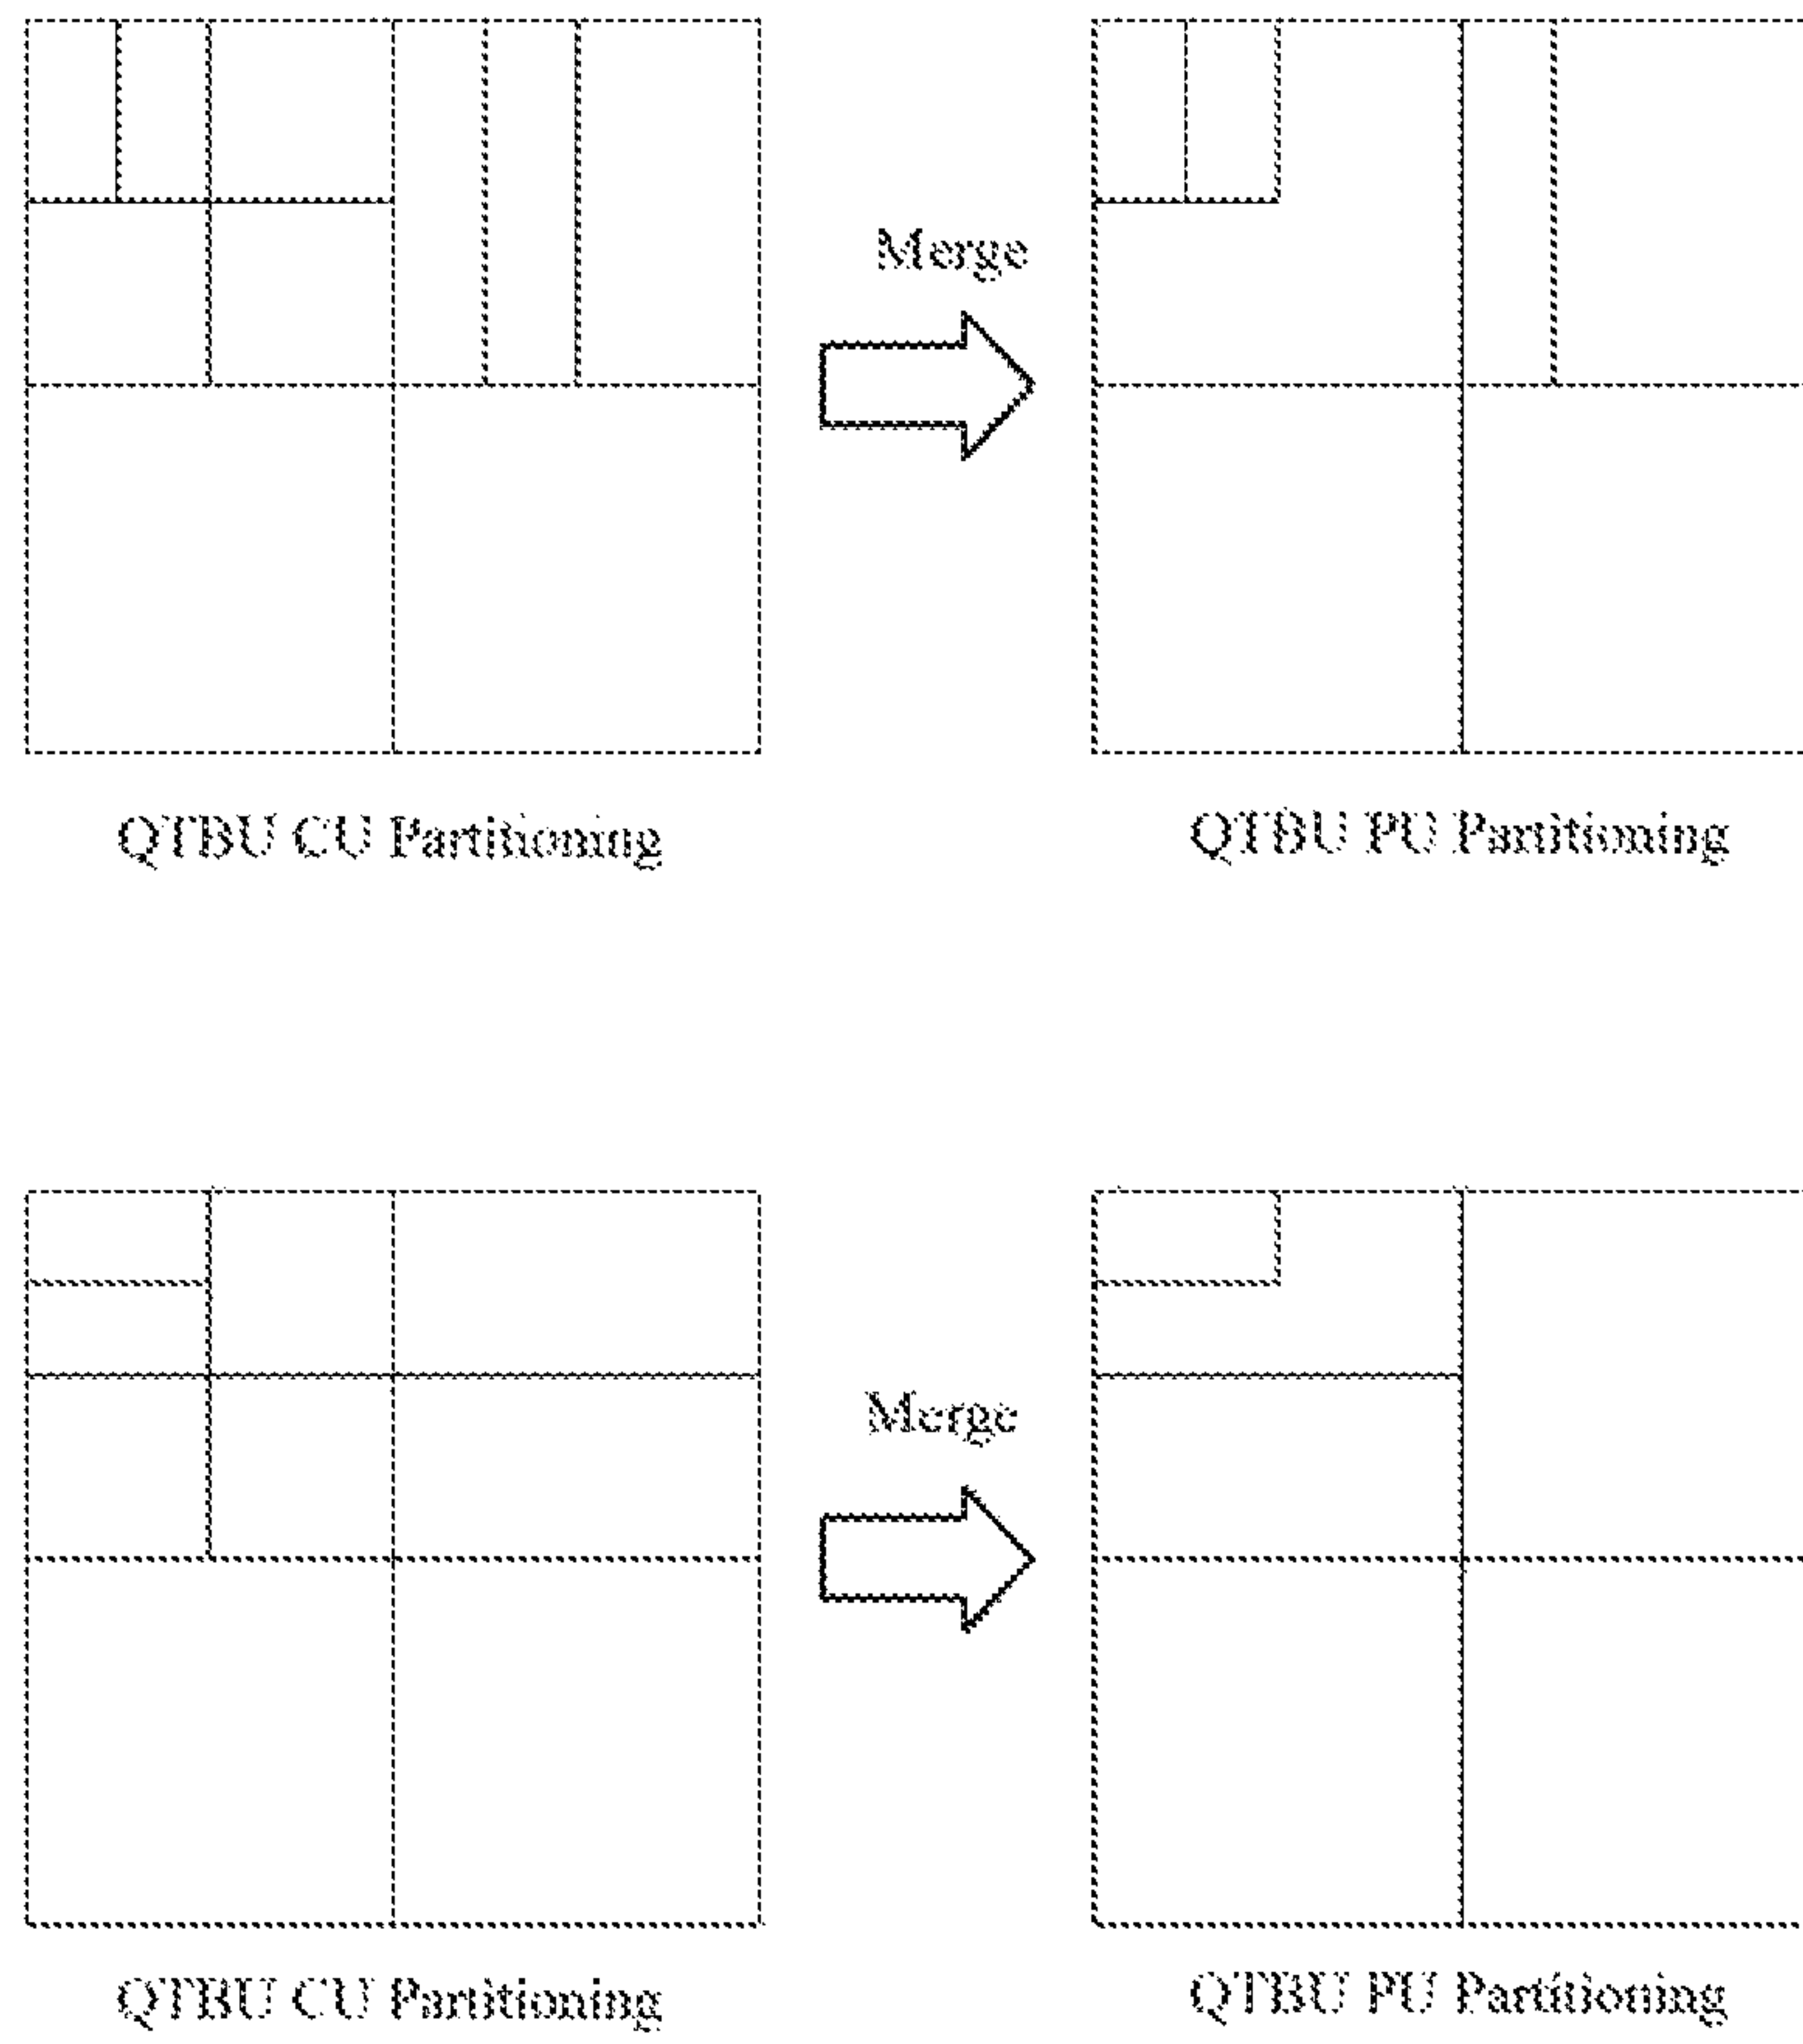 Merge
QTBU CU Partitioning
QTBU PU Partitioning
Merge
QTBU CU Partitioning
QTBU PU Partitioning